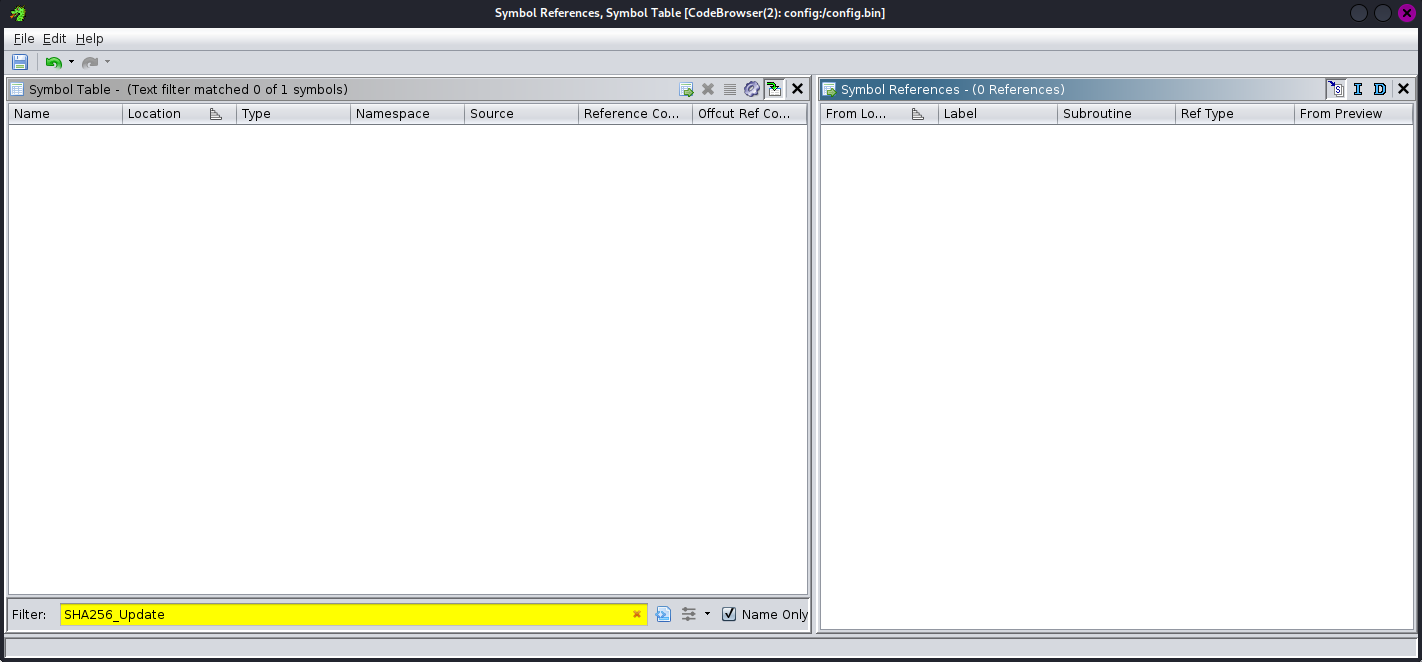 Symbol References, Symbol Table [CodeBrowser(2): config:/config.bin]
File Edit Help
Symbol Table - (Text filter matched 0 of 1 symbols)
Name Location Type Namespace Source Reference Co... Offcut Ref Co...
Filter: SHA256_Update Name Only
Symbol References - (0 References)
From Lo... Label Subroutine Ref Type From Preview